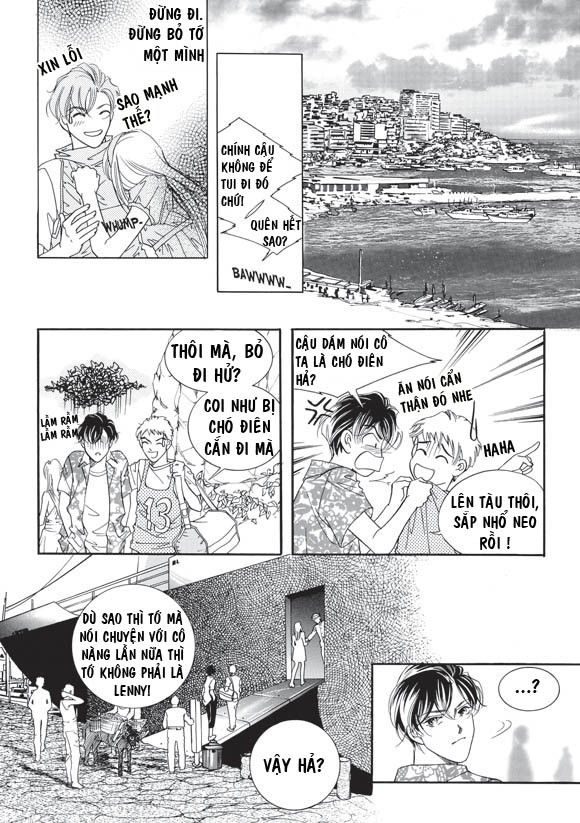 ĐỪNG ĐI.
ĐỪNG BỎ TỚ
MỘT MÌNH
XIN LỖI
SAO MẠNH
THẾ?
WHUMP-
CHÍNH CẬU
KHÔNG ĐỂ
TUI ĐI ĐÓ
CHỨ!
QUÊN HẾT
SAO?
BAWWWW_
THÔI MÀ, BỎ
ĐI HỬ?
COI NHƯ BỊ
CHÓ ĐIÊN
CẮN ĐI MÀ
LẦM RẦM
LẦM RẦM
13
CẬU DÁM NÓI CÔ
TA LÀ CHÓ ĐIÊN
HẢ?
ĂN NÓI CẨN
THẬN ĐÓ NHE
HAHA
LÊN TÀU THÔI,
SẮP NHỔ NEO
RỒI !
DÙ SAO THÌ TỚ MÀ
NÓI CHUYỆN VỚI CÔ
NÀNG LẦN NỮA THÌ
TỚ KHÔNG PHẢI LÀ
LENNY!
VẬY HẢ?
...?